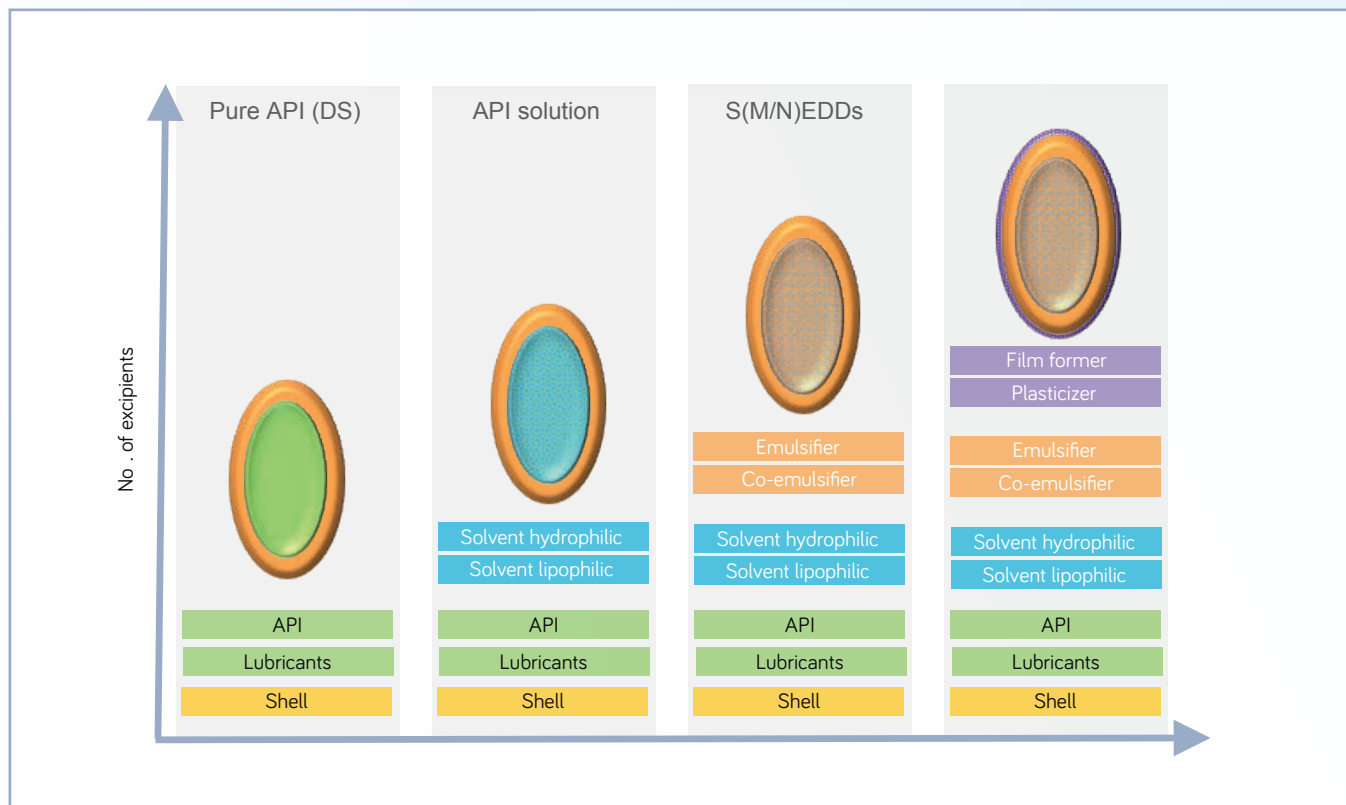 Pure API (DS)
API solution
S(M/N)EDDs
No . of excipients
API
Lubricants
Shell
Solvent hydrophilic
Solvent lipophilic
API
Lubricants
Shell
Emulsifier
Co-emulsifier
Solvent hydrophilic
Solvent lipophilic
API
Lubricants
Shell
Film former
Plasticizer
Emulsifier
Co-emulsifier
Solvent hydrophilic
Solvent lipophilic
API
Lubricants
Shell